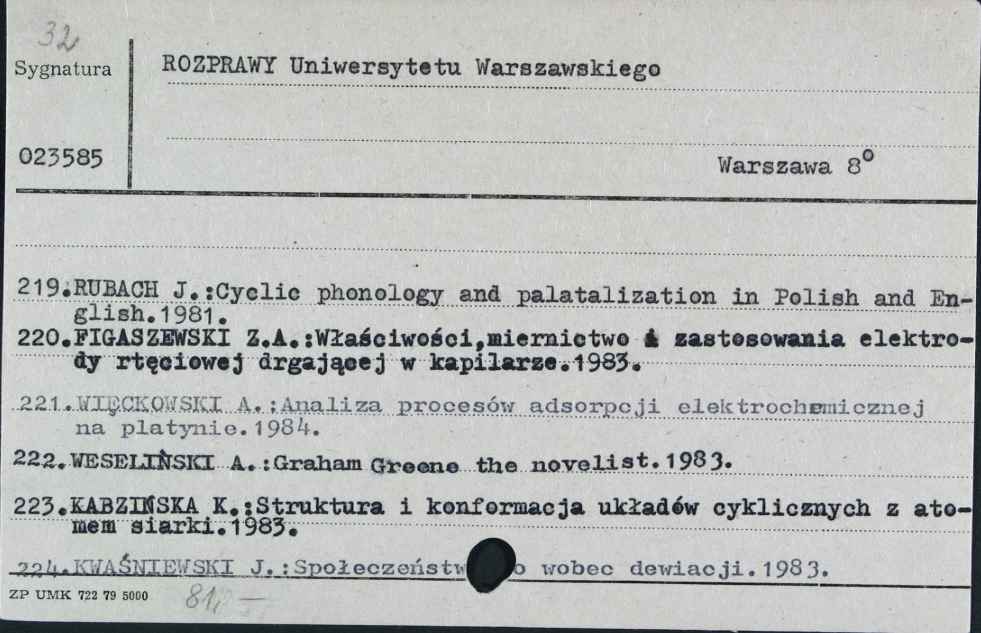 32
Sygnatura
ROZPRAWY Uniwersytetu Warszawskiego
023585
Warszawa 8°
219.RUBACH J.:Cyclic phonology and palatalization in Polish and En-
glish.1981.
220.FIGASZEWSKI Z.A.:Właściwości,miernictwo i zastosowania elektro-
dy rtęciowej drgającej w kapilarze.1983.
221.WIĘCKOWSKI A.:Analiza procesów adsorpcji elektrochemicznej
na platynie.1984.
222.WESELIŃSKI A.:Graham Greene the novelist.1983.
223.KABZIŃSKA K.:Struktura i konformacja układów cyklicznych z ato-
mem siarki.1983.
224.KWAŚNIEWSKI J.:Społeczeństw o wobec dewiacji.1983.
ZP UMK 722 79 5000